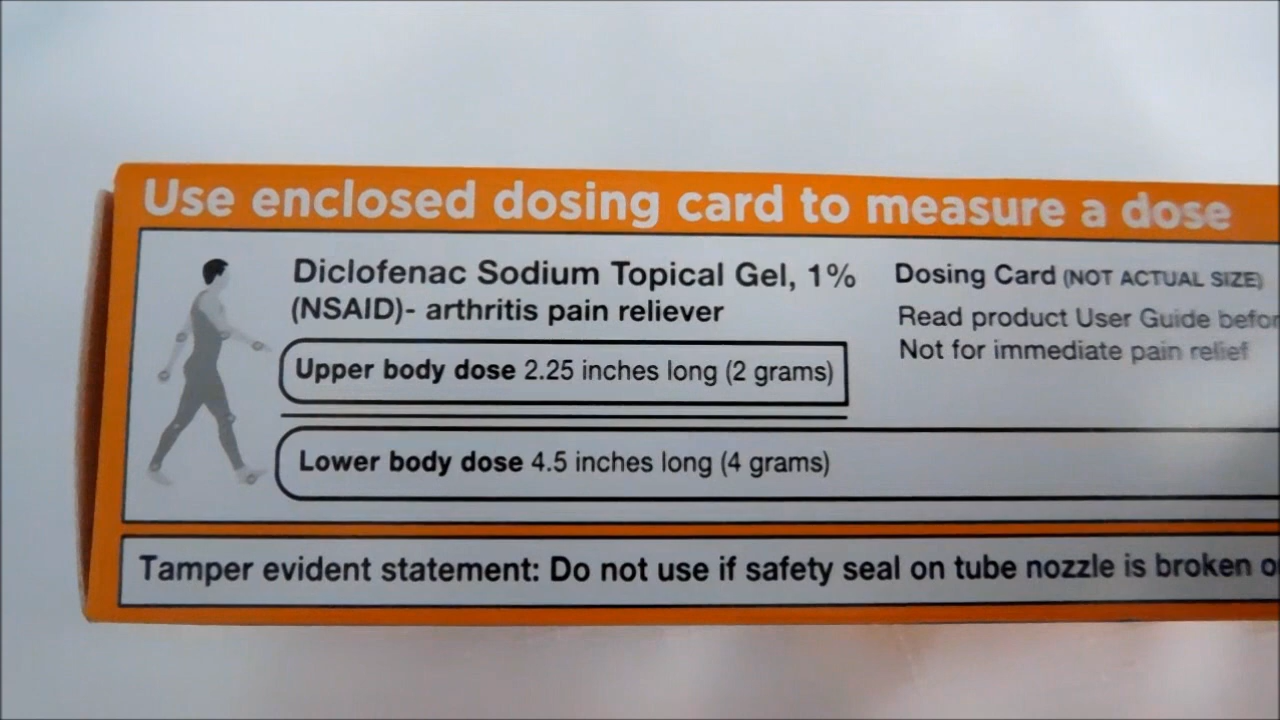 Use enclosed dosing card to measure a dose
Diclofenac Sodium Topical Gel, 1%
(NSAID)- arthritis pain reliever
Upper body dose 2.25 inches long (2 grams)
Lower body dose 4.5 inches long (4 grams)
Dosing Card (NOT ACTUAL SIZE)
Read product User Guide
Not for immediate pain relief
Tamper evident statement: Do not use if safety seal on tube nozzle is broken